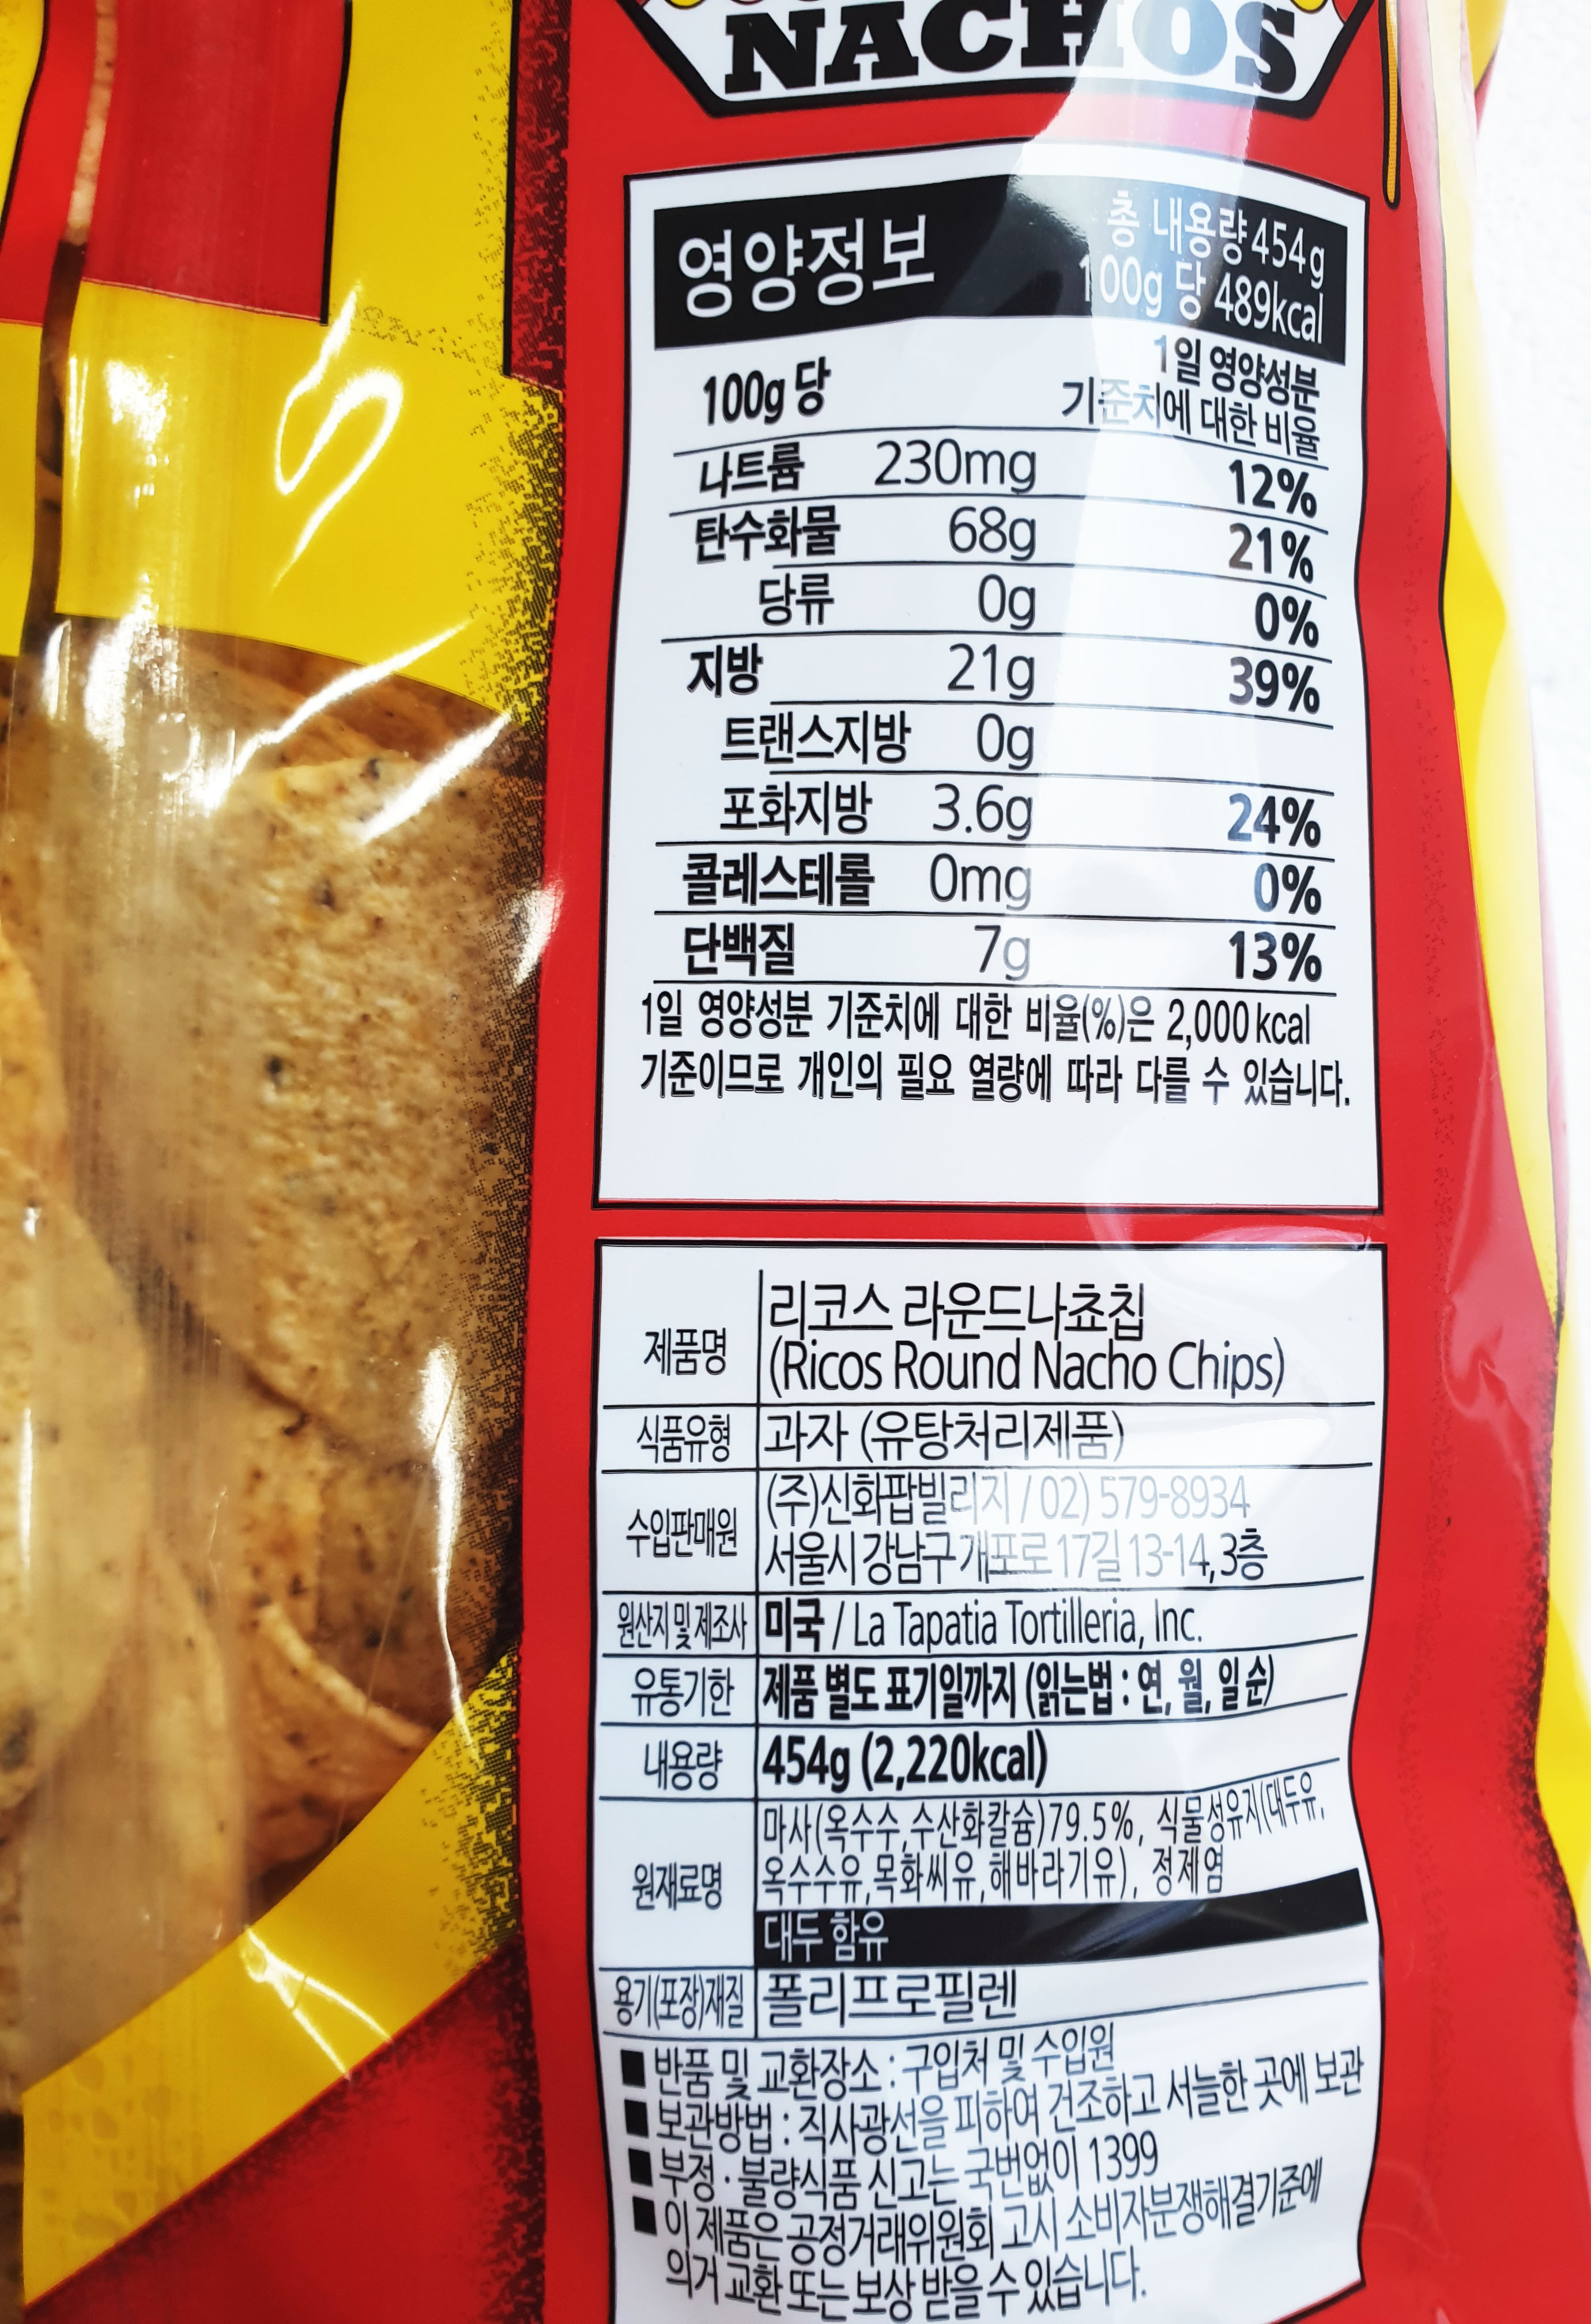 NACHOS
영양정보
총 내용량 454g
100g 당 489kcal
100g 당
1일 영양성분
기준치에 대한 비율
나트륨 230mg 12%
탄수화물 68g 21%
당류 0g 0%
지방 21g 39%
트랜스지방 0g
포화지방 3.6g 24%
콜레스테롤 0mg 0%
단백질 7g 13%
1일 영양성분 기준치에 대한 비율(%)은 2,000 kcal
기준이므로 개인의 필요 열량에 따라 다를 수 있습니다.
제품명
리코스 라운드나쵸칩
(Ricos Round Nacho Chips)
식품유형 과자 (유탕처리제품)
수입판매원
(주)신화팝빌리지 / 02) 579-8934
서울시 강남구 개포로17길 13-14, 3층
원산지 및 제조사 미국 / La Tapatia Tortilleria, Inc.
유통기한 제품 별도 표기일까지 (읽는법 : 연, 월, 일 순)
내용량 454g (2,220kcal)
원재료명
마사(옥수수,수산화칼슘)79.5%, 식물성유지(대두유,
옥수수유,목화씨유,해바라기유), 정제염
대두 함유
용기(포장)재질 폴리프로필렌
■ 반품 및 교환장소 : 구입처 및 수입원
■ 보관방법 : 직사광선을 피하여 건조하고 서늘한 곳에 보관
■ 부정 · 불량식품 신고는 국번없이 1399
■ 이 제품은 공정거래위원회 고시 소비자분쟁해결기준에
의거 교환 또는 보상 받을 수 있습니다.